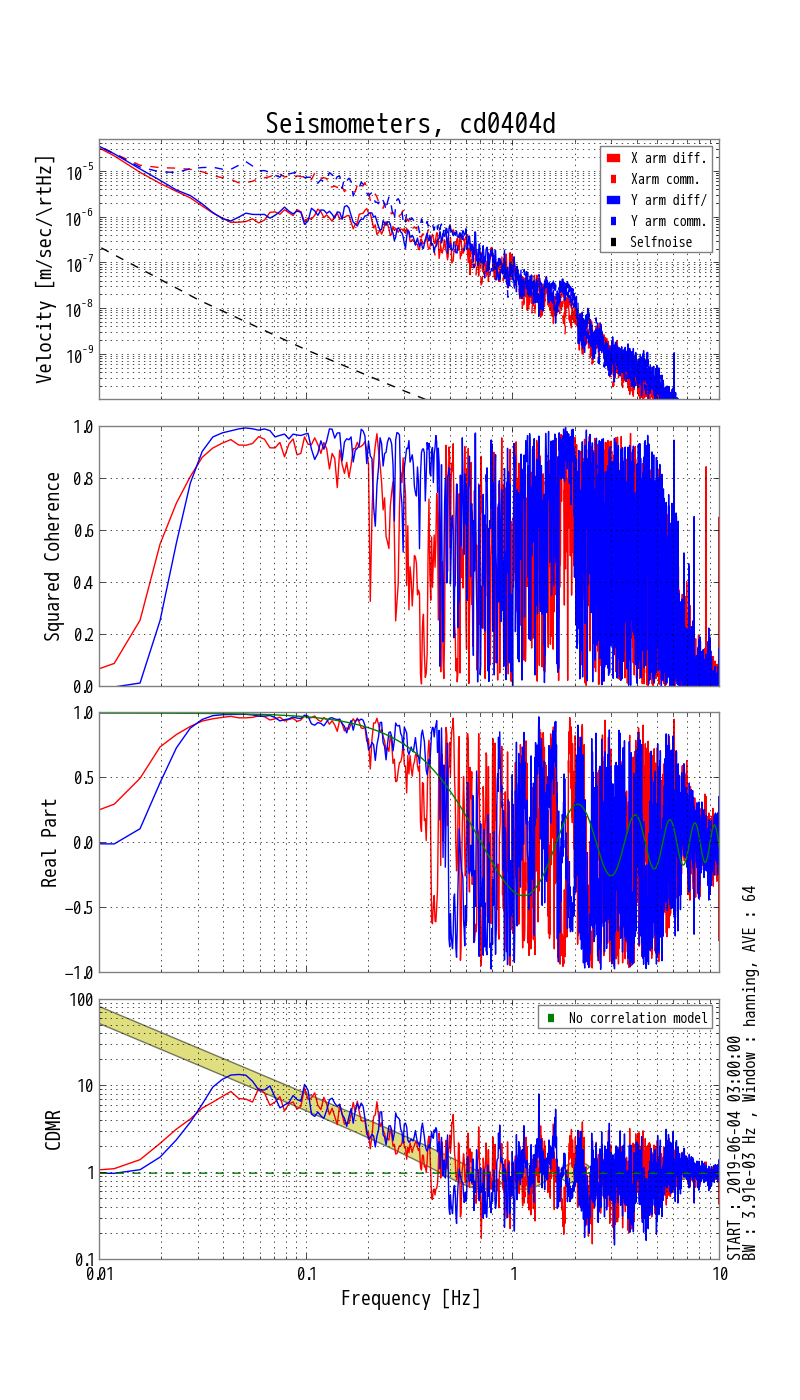 Seismometers, cd0404d
Velocity [m/sec/\rtHz]
10^-5
10^-6
10^-7
10^-8
10^-9
X arm diff.
Xarm comm.
Y arm diff/
Y arm comm.
Selfnoise
Squared Coherence
1.0
0.8
0.6
0.4
0.2
0.0
Real Part
1.0
0.5
0.0
−0.5
−1.0
CDMR
100
10
1
0.1
No correlation model
0.01
0.1
1
10
Frequency [Hz]
START : 2019-06-04 03:00:00
BW : 3.91e-03 Hz , Window : hanning, AVE : 64